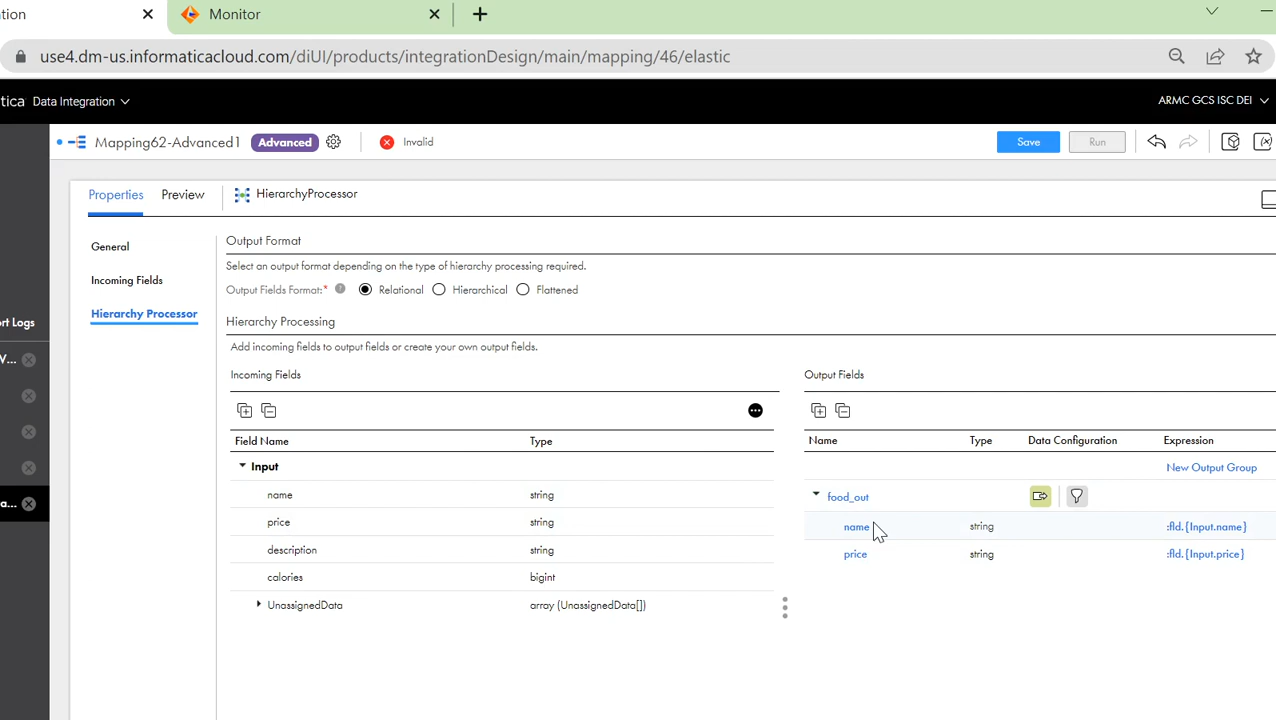 tion
Monitor
use4.dm-us.informaticacloud.com/diUI/products/integrationDesign/main/mapping/46/elastic
tica Data Integration
ARMC GCS ISC DEI
Mapping62-Advanced1 Advanced Invalid Save Run
Properties Preview HierarchyProcessor
General
Incoming Fields
Hierarchy Processor
rt Logs
V...
a...
Output Format
Select an output format depending on the type of hierarchy processing required.
Output Fields Format:* Relational Hierarchical Flattened
Hierarchy Processing
Add incoming fields to output fields or create your own output fields.
Incoming Fields
Field Name Type
Input
name string
price string
description string
calories bigint
UnassignedData array (UnassignedData[])
Output Fields
Name Type Data Configuration Expression
New Output Group
food_out
name string :fld.{Input.name}
price string :fld.{Input.price}